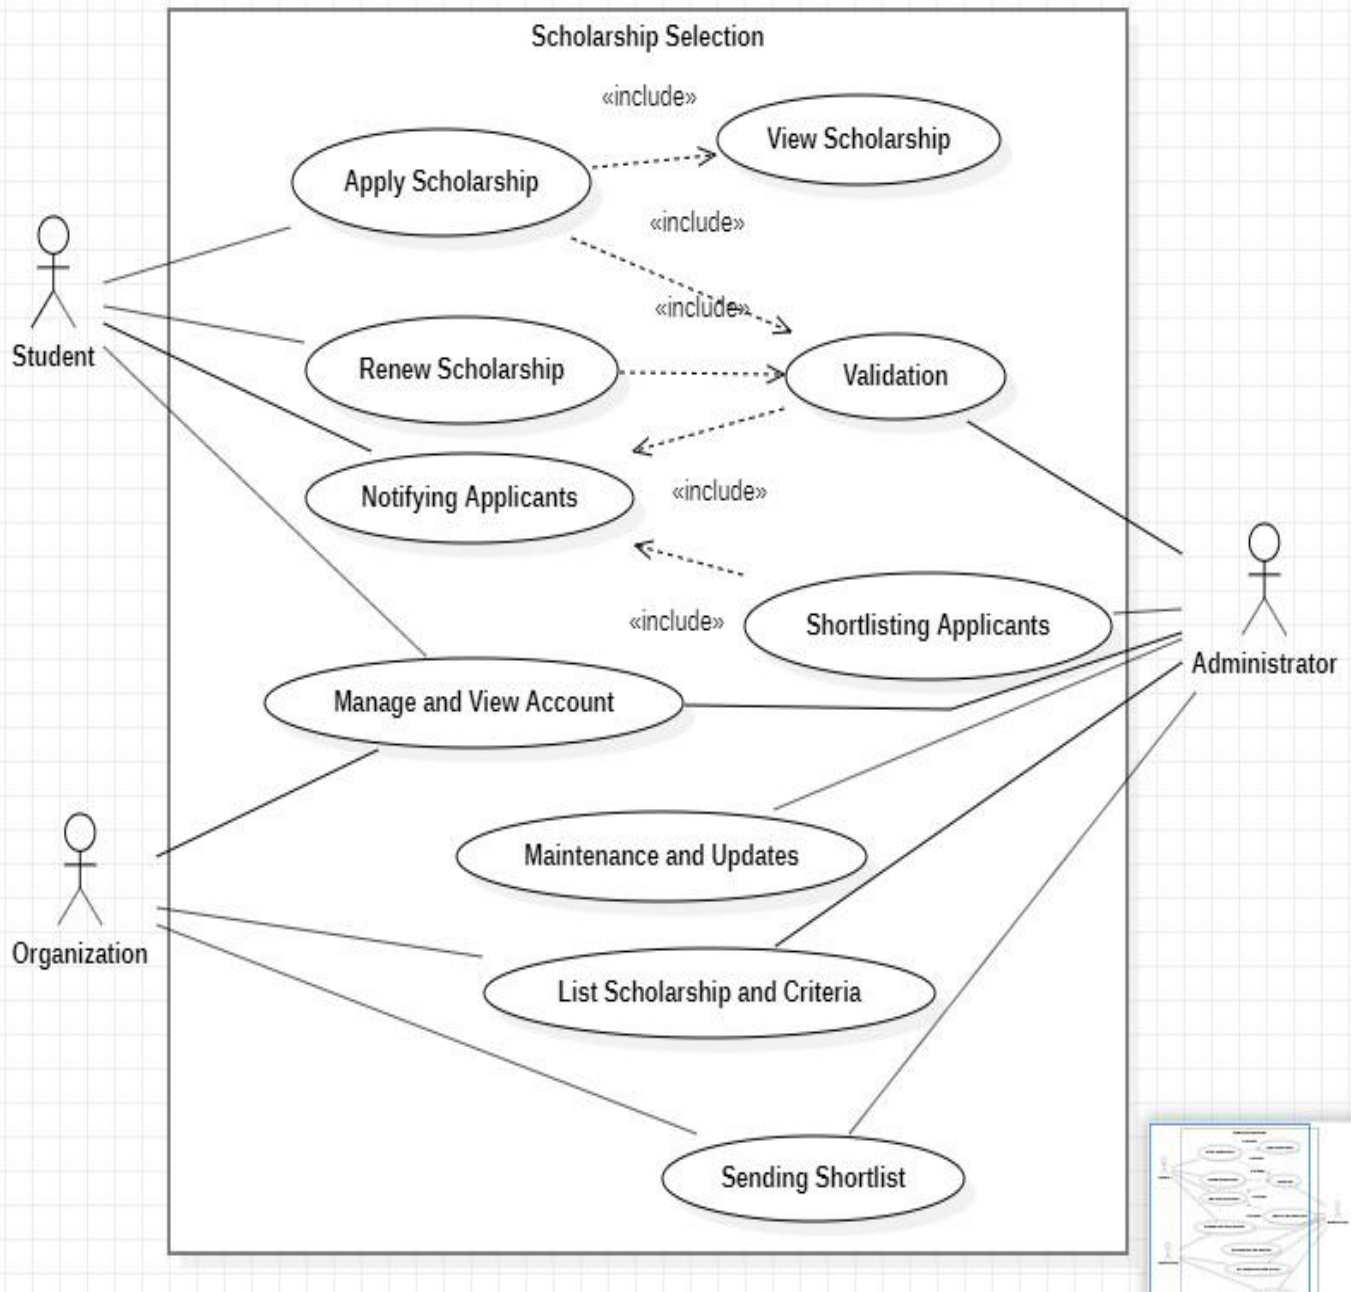 Scholarship Selection
«include»
View Scholarship
Apply Scholarship
«include»
«include»
Student
Renew Scholarship
Validation
Notifying Applicants
«include»
«include»
Shortlisting Applicants
Administrator
Manage and View Account
Maintenance and Updates
Organization
List Scholarship and Criteria
Sending Shortlist